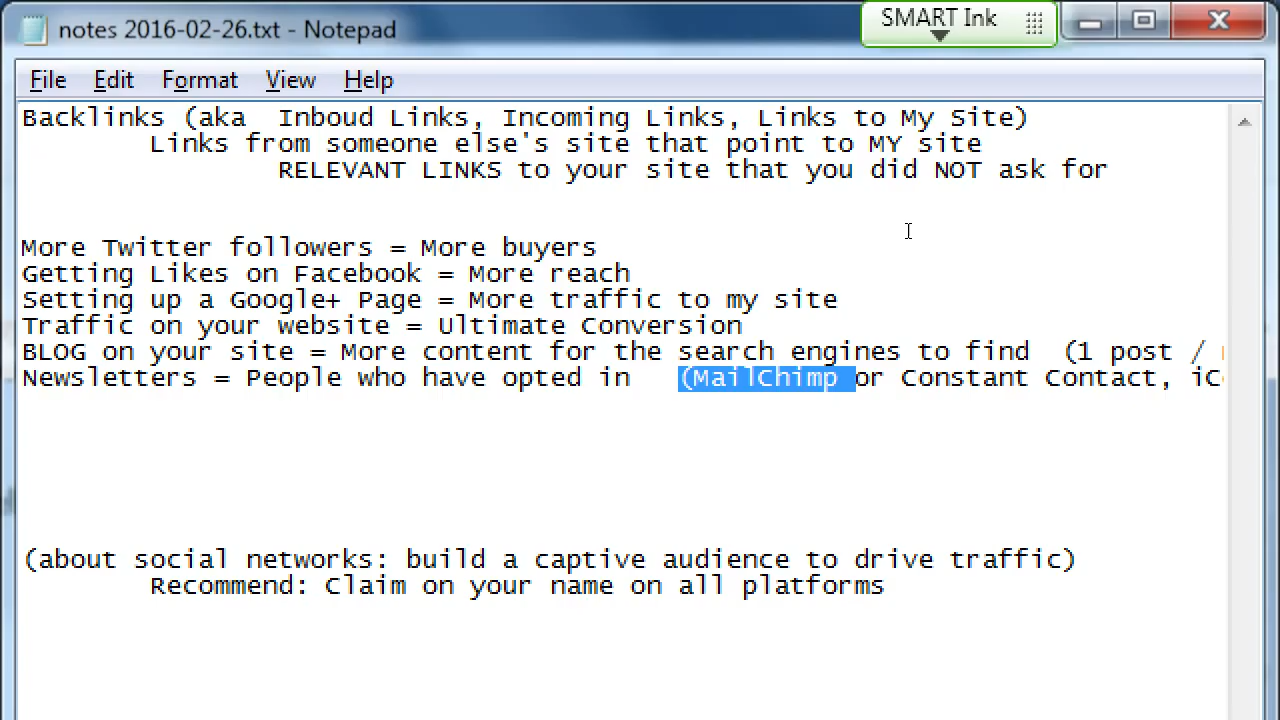 notes 2016-02-26.txt - Notepad
SMART Ink
File Edit Format View Help
Backlinks (aka  Inboud Links, Incoming Links, Links to My Site)
Links from someone else's site that point to MY site
RELEVANT LINKS to your site that you did NOT ask for
More Twitter followers = More buyers
Getting Likes on Facebook = More reach
Setting up a Google+ Page = More traffic to my site
Traffic on your website = Ultimate Conversion
BLOG on your site = More content for the search engines to find  (1 post /
Newsletters = People who have opted in   (MailChimp or Constant Contact,
(about social networks: build a captive audience to drive traffic)
Recommend: Claim on your name on all platforms